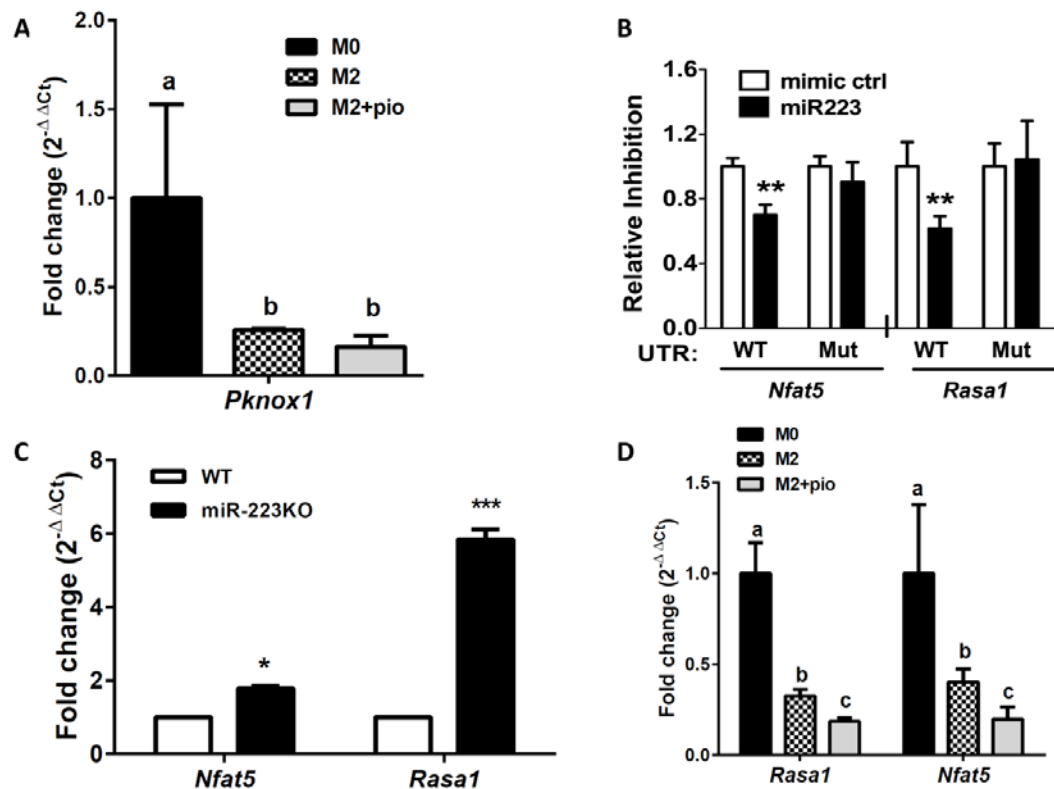 A
Fold change (2^-Δ ΔCt)
2.0
1.5
1.0
0.5
0.0
M0
M2
M2+pio
a
b
b
Pknox1
B
Relative Inhibition
1.6
1.2
0.8
0.4
0.0
mimic ctrl
miR223
**
**
UTR: WT Mut WT Mut
Nfat5 Rasa1
C
Fold change (2^-Δ ΔCt)
8
6
4
2
0
WT
miR-223KO
*
***
Nfat5 Rasa1
D
Fold change (2^-Δ ΔCt)
1.5
1.0
0.5
0.0
M0
M2
M2+pio
a
b
c
a
b
c
Rasa1 Nfat5